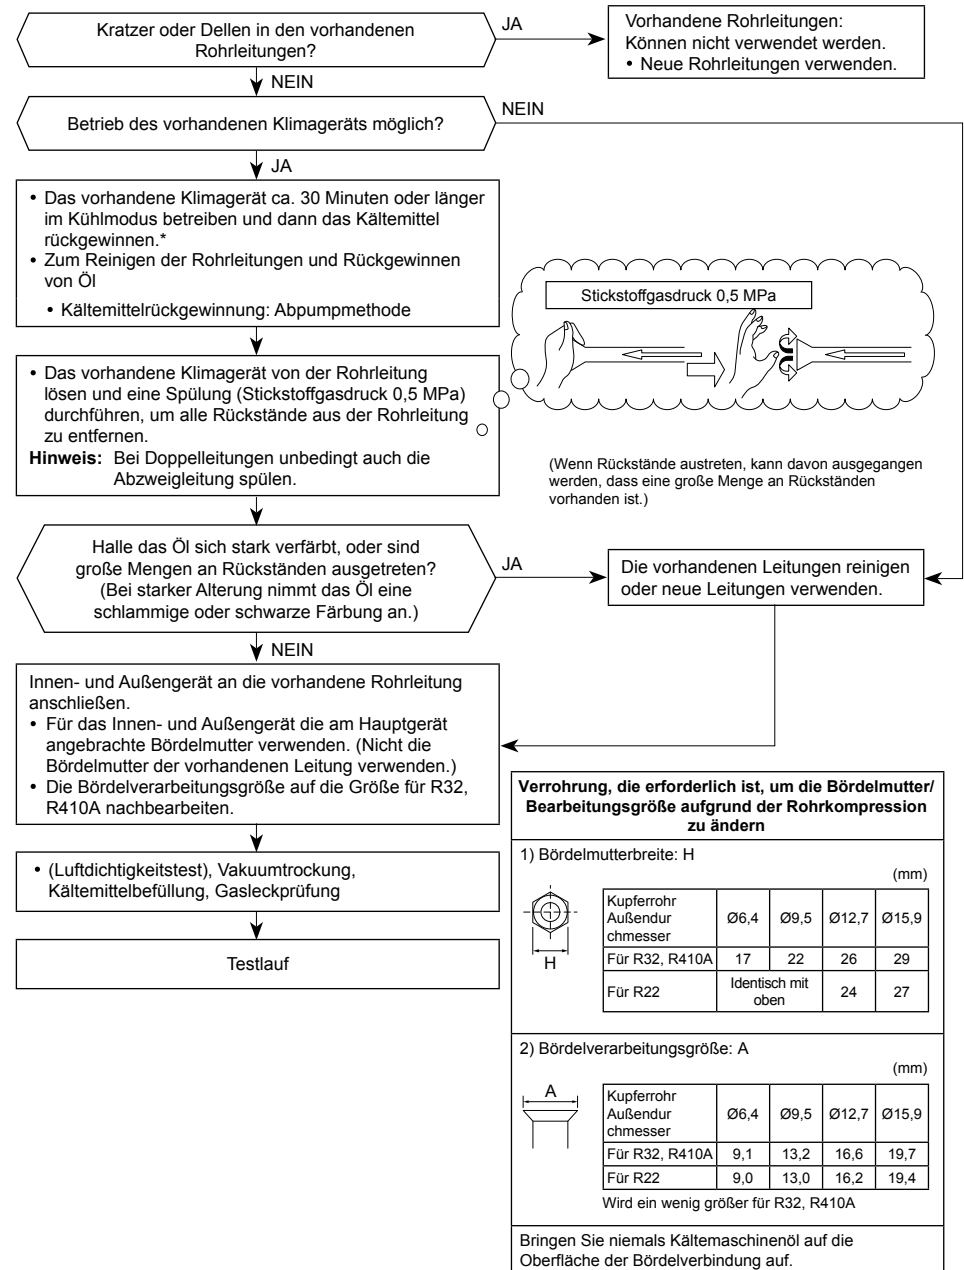 Kratzer oder Dellen in den vorhandenen
Rohrleitungen?
JA
Vorhandene Rohrleitungen:
Können nicht verwendet werden.
• Neue Rohrleitungen verwenden.
NEIN
Betrieb des vorhandenen Klimageräts möglich?
NEIN
JA
• Das vorhandene Klimagerät ca. 30 Minuten oder länger
im Kühlmodus betreiben und dann das Kältemittel
rückgewinnen.*
• Zum Reinigen der Rohrleitungen und Rückgewinnen
von Öl
• Kältemittelrückgewinnung: Abpumpmethode
Stickstoffgasdruck 0,5 MPa
• Das vorhandene Klimagerät von der Rohrleitung
lösen und eine Spülung (Stickstoffgasdruck 0,5 MPa)
durchführen, um alle Rückstände aus der Rohrleitung
zu entfernen.
Hinweis: Bei Doppelleitungen unbedingt auch die
Abzweigleitung spülen.
(Wenn Rückstände austreten, kann davon ausgegangen
werden, dass eine große Menge an Rückständen
vorhanden ist.)
Halle das Öl sich stark verfärbt, oder sind
große Mengen an Rückständen ausgetreten?
(Bei starker Alterung nimmt das Öl eine
schlammige oder schwarze Färbung an.)
JA
Die vorhandenen Leitungen reinigen
oder neue Leitungen verwenden.
NEIN
Innen- und Außengerät an die vorhandene Rohrleitung
anschließen.
• Für das Innen- und Außengerät die am Hauptgerät
angebrachte Bördelmutter verwenden. (Nicht die
Bördelmutter der vorhandenen Leitung verwenden.)
• Die Bördelverarbeitungsgröße auf die Größe für R32,
R410A nachbearbeiten.
• (Luftdichtigkeitstest), Vakuumtrockung,
Kältemittelbefüllung, Gasleckprüfung
Testlauf
Verrohrung, die erforderlich ist, um die Bördelmutter/
Bearbeitungsgröße aufgrund der Rohrkompression
zu ändern
1) Bördelmutterbreite: H
(mm)
H
Kupferrohr
Außendur
chmesser
Ø6,4 Ø9,5 Ø12,7 Ø15,9
Für R32, R410A 17 22 26 29
Für R22 Identisch mit
oben 24 27
2) Bördelverarbeitungsgröße: A
(mm)
A
Kupferrohr
Außendur
chmesser
Ø6,4 Ø9,5 Ø12,7 Ø15,9
Für R32, R410A 9,1 13,2 16,6 19,7
Für R22 9,0 13,0 16,2 19,4
Wird ein wenig größer für R32, R410A
Bringen Sie niemals Kältemaschinenöl auf die
Oberfläche der Bördelverbindung auf.